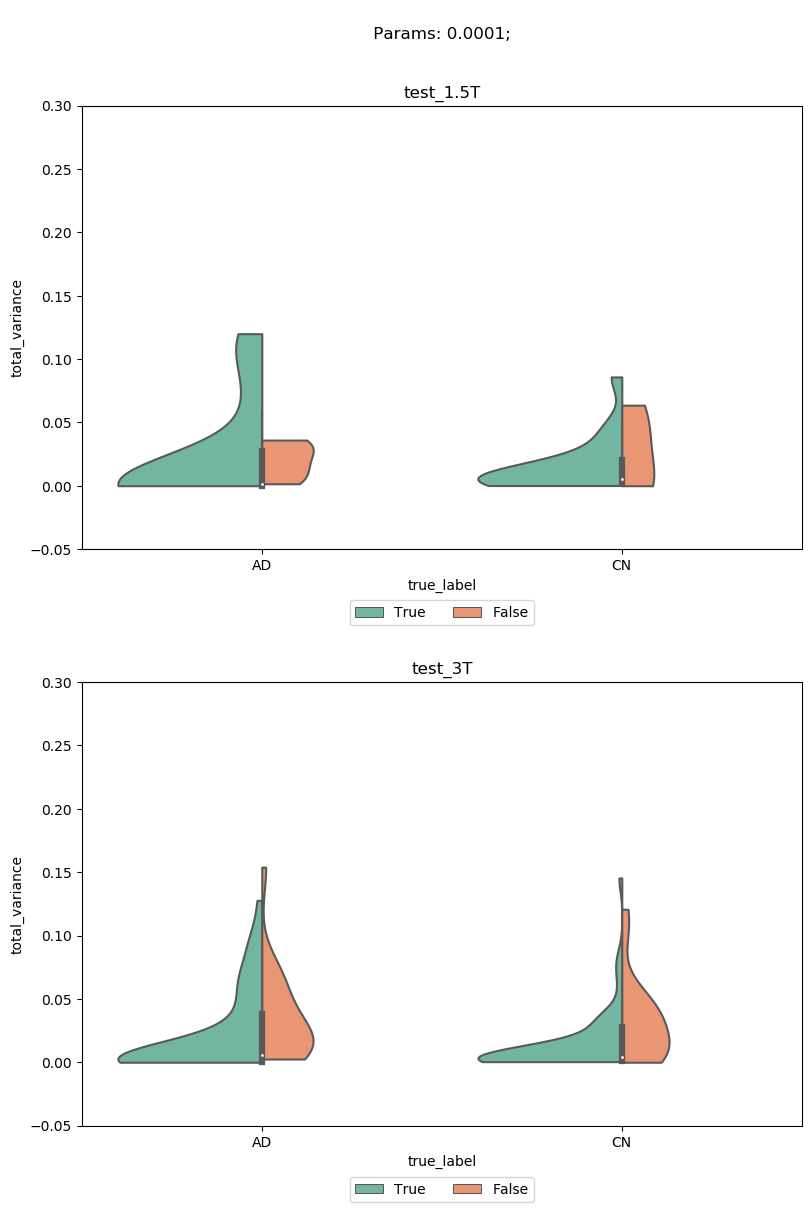 Params: 0.0001;
test_1.5T
0.30
0.25
0.20
0.15
0.10
0.05
0.00
−0.05
total_variance
AD CN
true_label
True False
test_3T
0.30
0.25
0.20
0.15
0.10
0.05
0.00
−0.05
total_variance
AD CN
true_label
True False